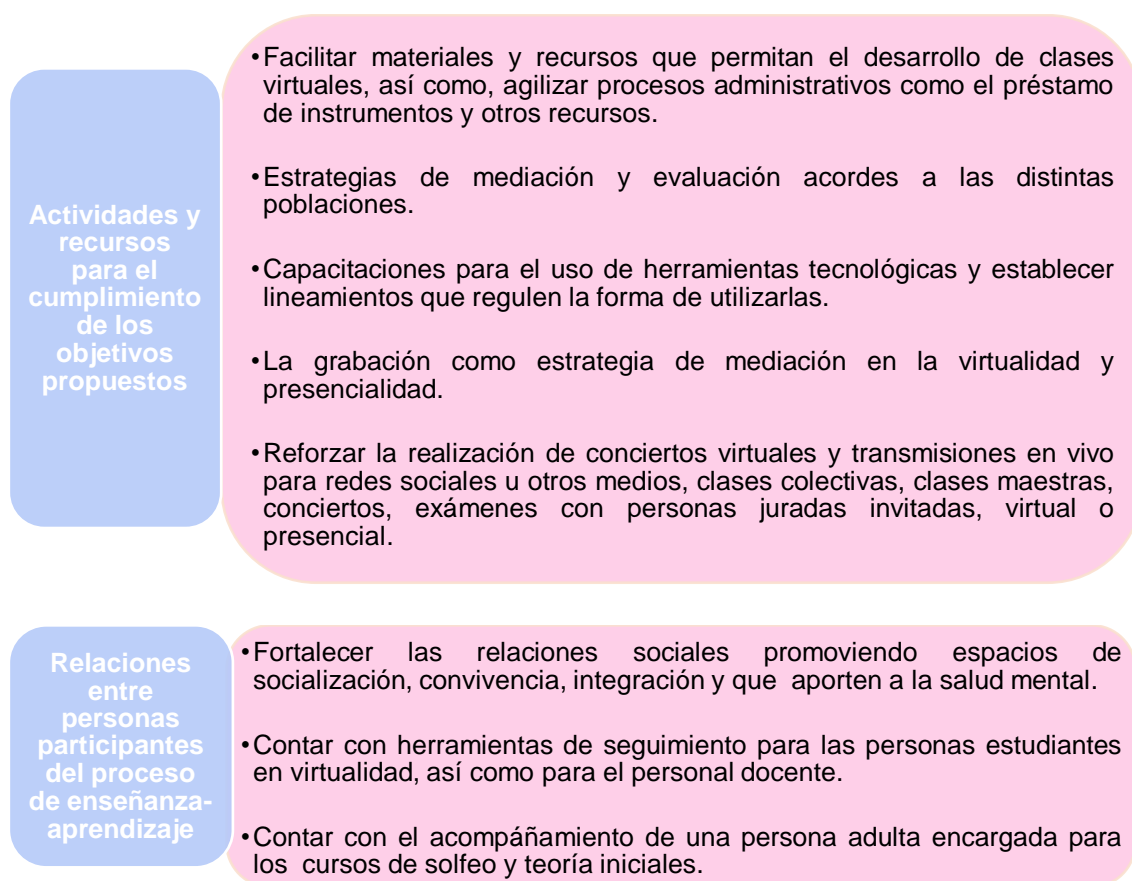 Actividades y
recursos
para el
cumplimiento
de los
objetivos
propuestos
•Facilitar materiales y recursos que permitan el desarrollo de clases
virtuales, así como, agilizar procesos administrativos como el préstamo
de instrumentos y otros recursos.
•Estrategias de mediación y evaluación acordes a las distintas
poblaciones.
•Capacitaciones para el uso de herramientas tecnológicas y establecer
lineamientos que regulen la forma de utilizarlas.
•La grabación como estrategia de mediación en la virtualidad y
presencialidad.
•Reforzar la realización de conciertos virtuales y transmisiones en vivo
para redes sociales u otros medios, clases colectivas, clases maestras,
conciertos, exámenes con personas juradas invitadas, virtual o
presencial.
Relaciones
entre
personas
participantes
del proceso
de enseñanza-
aprendizaje
•Fortalecer las relaciones sociales promoviendo espacios de
socialización, convivencia, integración y que aporten a la salud mental.
•Contar con herramientas de seguimiento para las personas estudiantes
en virtualidad, así como para el personal docente.
•Contar con el acompáñamiento de una persona adulta encargada para
los cursos de solfeo y teoría iniciales.